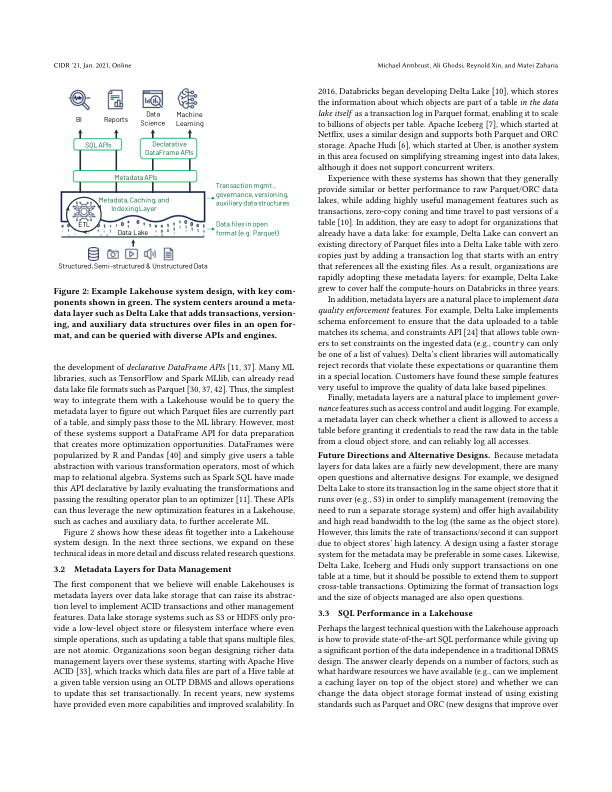 CIDR '21, Jan. 2021, Online
Michael Armbrust, Ali Ghodsi, Reynold Xin, and Matei Zaharia
BI
Reports
Data
Science
Machine
Learning
SQL APIs
Declarative
DataFrame APIs
Metadata APIs
Metadata, Caching, and
Indexing Layer
ETL
Data Lake
Transaction mgmt.,
governance, versioning,
auxiliary data structures
Data files in open
format (e.g. Parquet)
Structured, Semi-structured & Unstructured Data
Figure 2: Example Lakehouse system design, with key com-
ponents shown in green. The system centers around a meta-
data layer such as Delta Lake that adds transactions, version-
ing, and auxiliary data structures over files in an open for-
mat, and can be queried with diverse APIs and engines.
the development of declarative DataFrame APIs [11, 37]. Many ML
libraries, such as TensorFlow and Spark MLlib, can already read
data lake file formats such as Parquet [30, 37, 42]. Thus, the simplest
way to integrate them with a Lakehouse would be to query the
metadata layer to figure out which Parquet files are currently part
of a table, and simply pass those to the ML library. However, most
of these systems support a DataFrame API for data preparation
that creates more optimization opportunities. DataFrames were
popularized by R and Pandas [40] and simply give users a table
abstraction with various transformation operators, most of which
map to relational algebra. Systems such as Spark SQL have made
this API declarative by lazily evaluating the transformations and
passing the resulting operator plan to an optimizer [11]. These APIs
can thus leverage the new optimization features in a Lakehouse,
such as caches and auxiliary data, to further accelerate ML.
Figure 2 shows how these ideas fit together into a Lakehouse
system design. In the next three sections, we expand on these
technical ideas in more detail and discuss related research questions.
3.2 Metadata Layers for Data Management
The first component that we believe will enable Lakehouses is
metadata layers over data lake storage that can raise its abstrac-
tion level to implement ACID transactions and other management
features. Data lake storage systems such as S3 or HDFS only pro-
vide a low-level object store or filesystem interface where even
simple operations, such as updating a table that spans multiple files,
are not atomic. Organizations soon began designing richer data
management layers over these systems, starting with Apache Hive
ACID [33], which tracks which data files are part of a Hive table at
a given table version using an OLTP DBMS and allows operations
to update this set transactionally. In recent years, new systems
have provided even more capabilities and improved scalability. In
2016, Databricks began developing Delta Lake [10], which stores
the information about which objects are part of a table in the data
lake itself as a transaction log in Parquet format, enabling it to scale
to billions of objects per table. Apache Iceberg [7], which started at
Netflix, uses a similar design and supports both Parquet and ORC
storage. Apache Hudi [6], which started at Uber, is another system
in this area focused on simplifying streaming ingest into data lakes,
although it does not support concurrent writers.
Experience with these systems has shown that they generally
provide similar or better performance to raw Parquet/ORC data
lakes, while adding highly useful management features such as
transactions, zero-copy coning and time travel to past versions of a
table [10]. In addition, they are easy to adopt for organizations that
already have a data lake: for example, Delta Lake can convert an
existing directory of Parquet files into a Delta Lake table with zero
copies just by adding a transaction log that starts with an entry
that references all the existing files. As a result, organizations are
rapidly adopting these metadata layers: for example, Delta Lake
grew to cover half the compute-hours on Databricks in three years.
In addition, metadata layers are a natural place to implement data
quality enforcement features. For example, Delta Lake implements
schema enforcement to ensure that the data uploaded to a table
matches its schema, and constraints API [24] that allow table own-
ers to set constraints on the ingested data (e.g., country can only
be one of a list of values). Delta's client libraries will automatically
reject records that violate these expectations or quarantine them
in a special location. Customers have found these simple features
very useful to improve the quality of data lake based pipelines.
Finally, metadata layers are a natural place to implement gover-
nance features such as access control and audit logging. For example,
a metadata layer can check whether a client is allowed to access a
table before granting it credentials to read the raw data in the table
from a cloud object store, and can reliably log all accesses.
Future Directions and Alternative Designs. Because metadata
layers for data lakes are a fairly new development, there are many
open questions and alternative designs. For example, we designed
Delta Lake to store its transaction log in the same object store that it
runs over (e.g., S3) in order to simplify management (removing the
need to run a separate storage system) and offer high availability
and high read bandwidth to the log (the same as the object store).
However, this limits the rate of transactions/second it can support
due to object stores' high latency. A design using a faster storage
system for the metadata may be preferable in some cases. Likewise,
Delta Lake, Iceberg and Hudi only support transactions on one
table at a time, but it should be possible to extend them to support
cross-table transactions. Optimizing the format of transaction logs
and the size of objects managed are also open questions.
3.3 SQL Performance in a Lakehouse
Perhaps the largest technical question with the Lakehouse approach
is how to provide state-of-the-art SQL performance while giving up
a significant portion of the data independence in a traditional DBMS
design. The answer clearly depends on a number of factors, such as
what hardware resources we have available (e.g., can we implement
a caching layer on top of the object store) and whether we can
change the data object storage format instead of using existing
standards such as Parquet and ORC (new designs that improve over